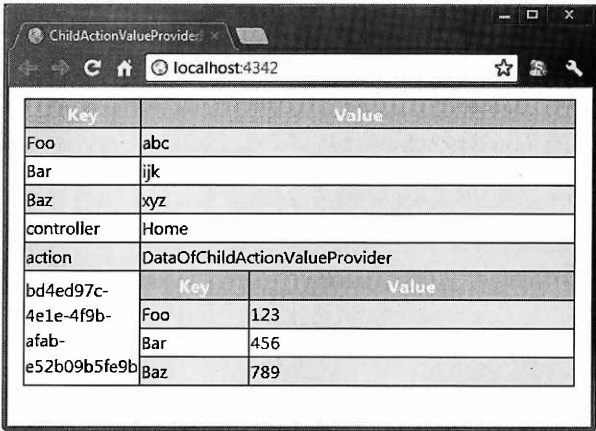 ChildActionValueProvider
localhost:4342
Key Value
Foo abc
Bar ijk
Baz xyz
controller Home
action DataOfChildActionValueProvider
bd4ed97c-
4e1e-4f9b-
afab-
e52b09b5fe9b
Key Value
Foo 123
Bar 456
Baz 789